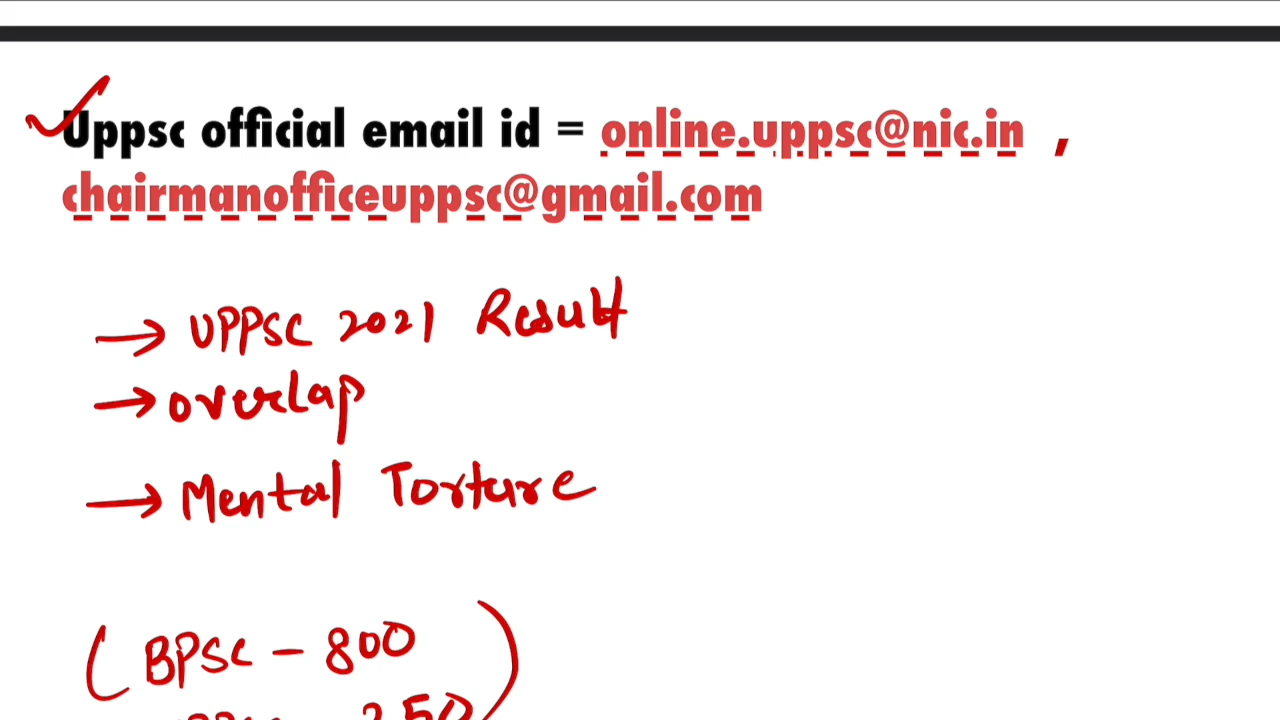 Uppsc official email id = online.uppsc@nic.in ,
chairmanofficeuppsc@gmail.com
→ UPPSC 2021 Result
→ overlap
→ Mental Torture
( BPSC - 800 )
250